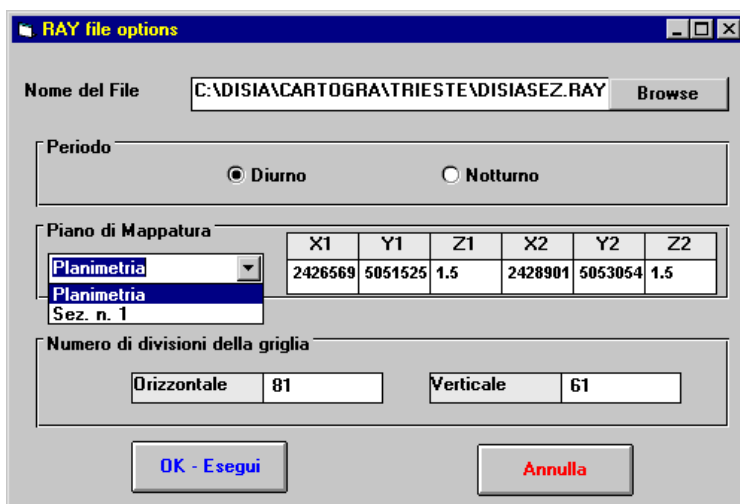 RAY file options
Nome del File C:\DISIA\CARTOGRA\TRIESTE\DISIASEZ.RAY Browse
Periodo
Diurno Notturno
Piano di Mappatura
X1 Y1 Z1 X2 Y2 Z2
Planimetria 2426569 5051525 1.5 2428901 5053054 1.5
Planimetria
Sez. n. 1
Numero di divisioni della griglia
Orizzontale 81 Verticale 61
OK - Esegui Annulla